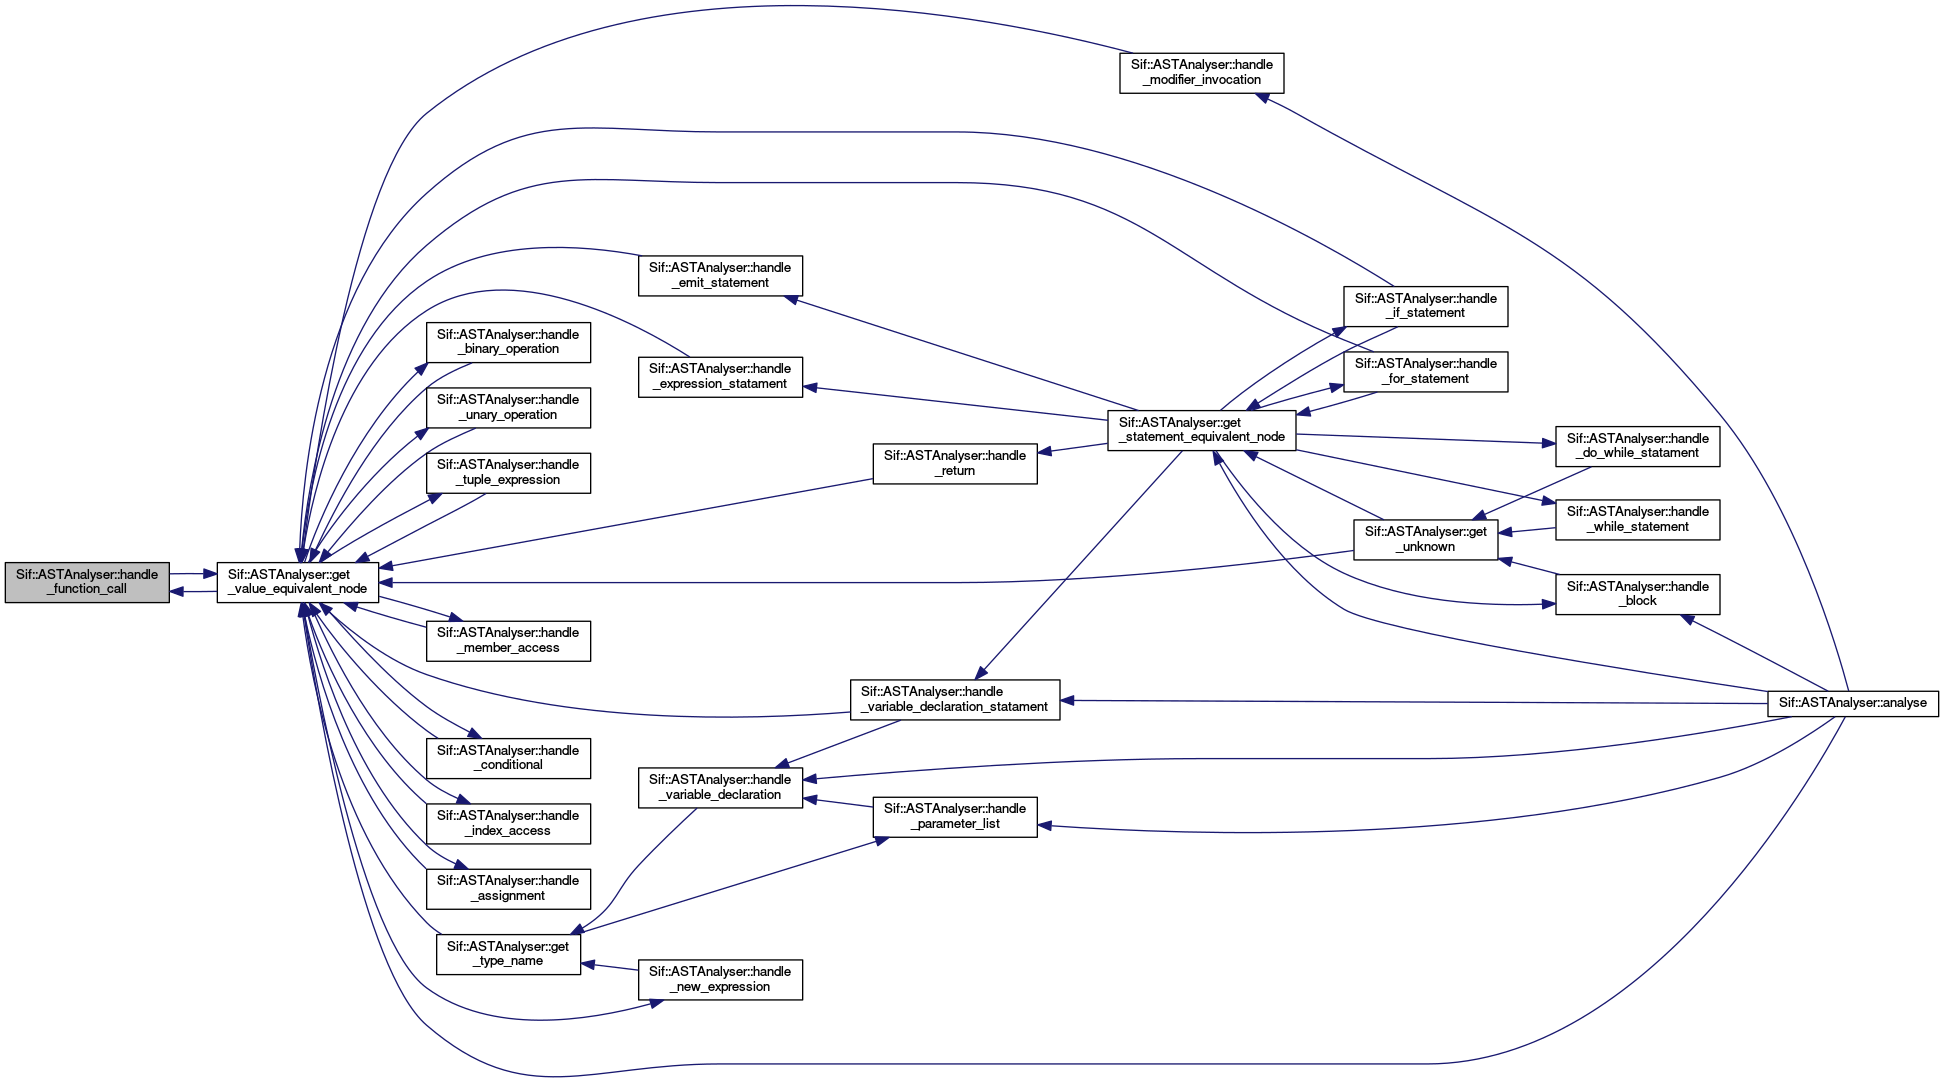 Sif::ASTAnalyser::handle
_modifier_invocation
Sif::ASTAnalyser::handle
_emit_statement
Sif::ASTAnalyser::handle
_if_statement
Sif::ASTAnalyser::handle
_binary_operation
Sif::ASTAnalyser::handle
_expression_statament
Sif::ASTAnalyser::handle
_for_statement
Sif::ASTAnalyser::handle
_unary_operation
Sif::ASTAnalyser::get
_statement_equivalent_node
Sif::ASTAnalyser::handle
_do_while_statament
Sif::ASTAnalyser::handle
_tuple_expression
Sif::ASTAnalyser::handle
_return
Sif::ASTAnalyser::handle
_while_statement
Sif::ASTAnalyser::get
_unknown
Sif::ASTAnalyser::handle
_function_call
Sif::ASTAnalyser::get
_value_equivalent_node
Sif::ASTAnalyser::handle
_block
Sif::ASTAnalyser::handle
_member_access
Sif::ASTAnalyser::handle
_variable_declaration_statament
Sif::ASTAnalyser::analyse
Sif::ASTAnalyser::handle
_conditional
Sif::ASTAnalyser::handle
_variable_declaration
Sif::ASTAnalyser::handle
_parameter_list
Sif::ASTAnalyser::handle
_index_access
Sif::ASTAnalyser::handle
_assignment
Sif::ASTAnalyser::get
_type_name
Sif::ASTAnalyser::handle
_new_expression